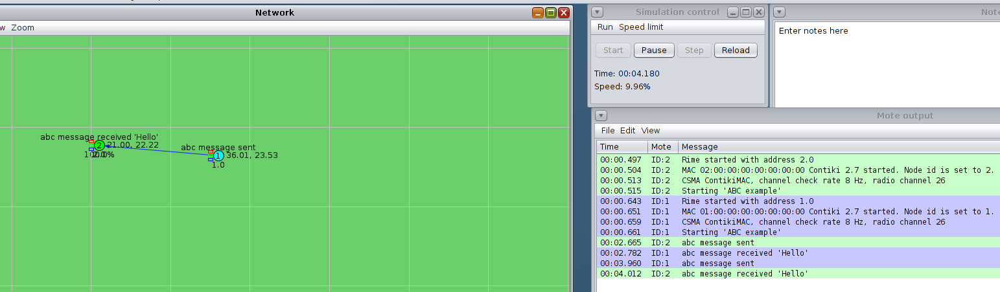 Network
w Zoom
abc message received 'Hello'
2 21.00, 22.22
abc message sent
1 36.01, 23.53
1.0
Simulation control
Run Speed limit
Start Pause Step Reload
Time: 00:04.180
Speed: 9.96%
Note
Enter notes here
Mote output
File Edit View
Time Mote Message
00:00.497 ID:2 Rime started with address 2.0
00:00.504 ID:2 MAC 02:00:00:00:00:00:00:00 Contiki 2.7 started. Node id is set to 2.
00:00.513 ID:2 CSMA ContikiMAC, channel check rate 8 Hz, radio channel 26
00:00.515 ID:2 Starting 'ABC example'
00:00.643 ID:1 Rime started with address 1.0
00:00.651 ID:1 MAC 01:00:00:00:00:00:00:00 Contiki 2.7 started. Node id is set to 1.
00:00.659 ID:1 CSMA ContikiMAC, channel check rate 8 Hz, radio channel 26
00:00.661 ID:1 Starting 'ABC example'
00:02.665 ID:2 abc message sent
00:02.782 ID:1 abc message received 'Hello'
00:03.960 ID:1 abc message sent
00:04.012 ID:2 abc message received 'Hello'